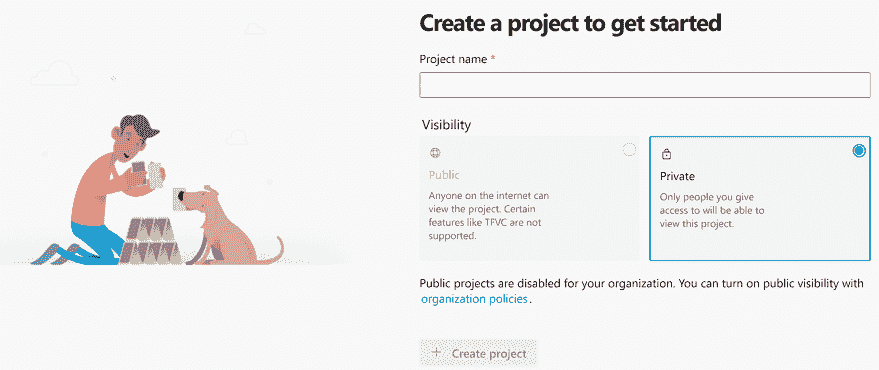 Create a project to get started
Project name *
Visibility
Public
Anyone on the internet can
view the project. Certain
features like TFVC are not
supported.
Private
Only people you give
access to will be able to
view this project.
Public projects are disabled for your organization. You can turn on public visibility with
organization policies.
+ Create project